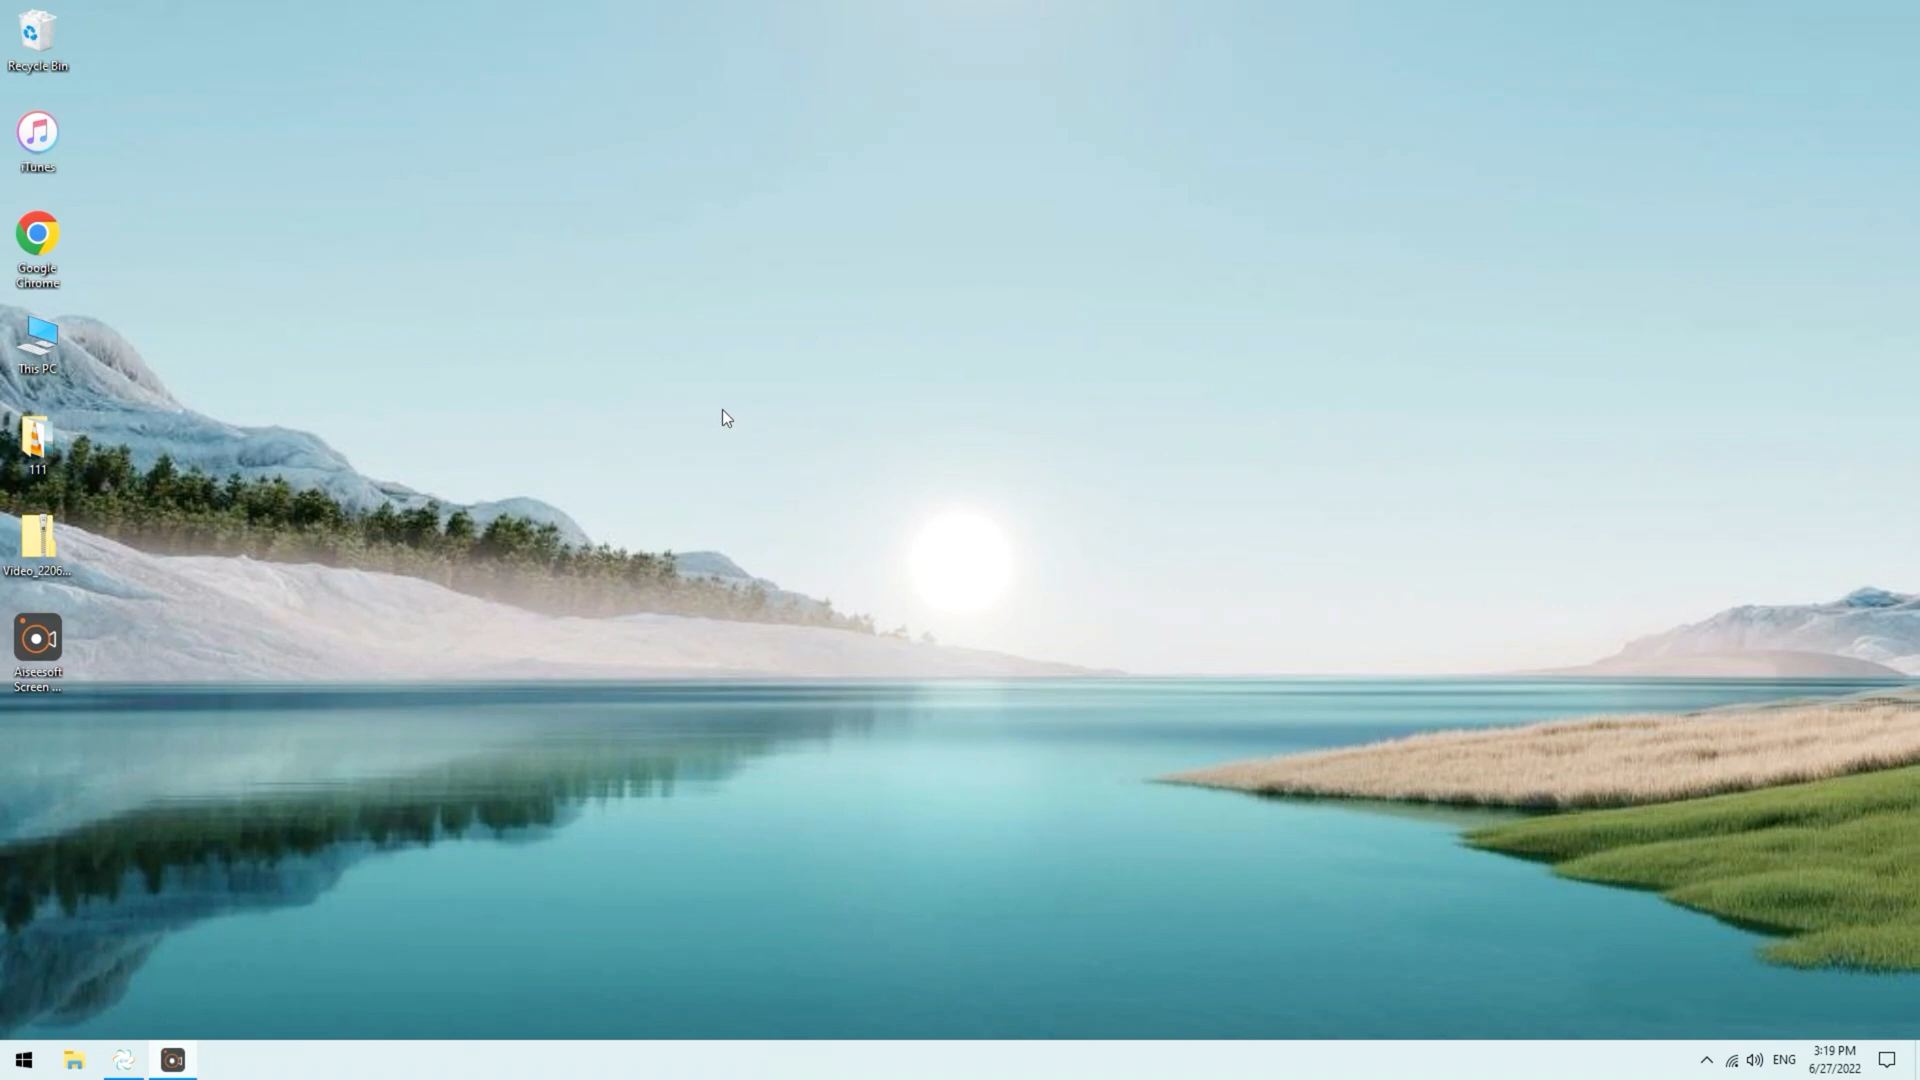 Recycle Bin
iTunes
Google
Chrome
This PC
111
Video_2206...
Aiseesoft
Screen ...
ENG
3:19 PM
6/27/2022